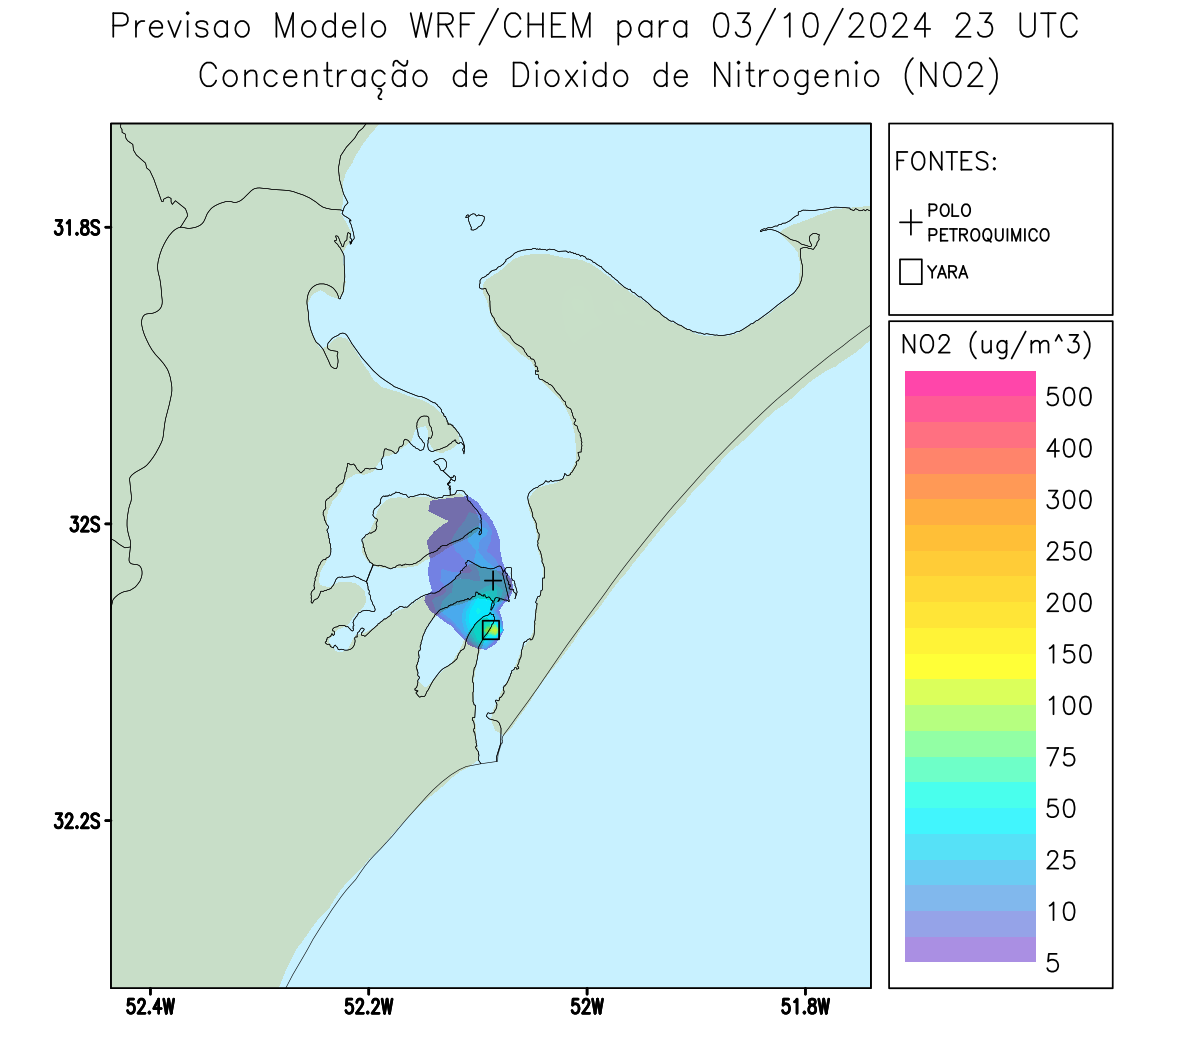 Previsao Modelo WRF/CHEM para 03/10/2024 23 UTC
Concentração de Dioxido de Nitrogenio (NO2)
FONTES:
POLO
PETROQUIMICO
YARA
31.8S
32S
32.2S
52.4W
52.2W
52W
51.8W
NO2 (ug/m^3)
500
400
300
250
200
150
100
75
50
25
10
5